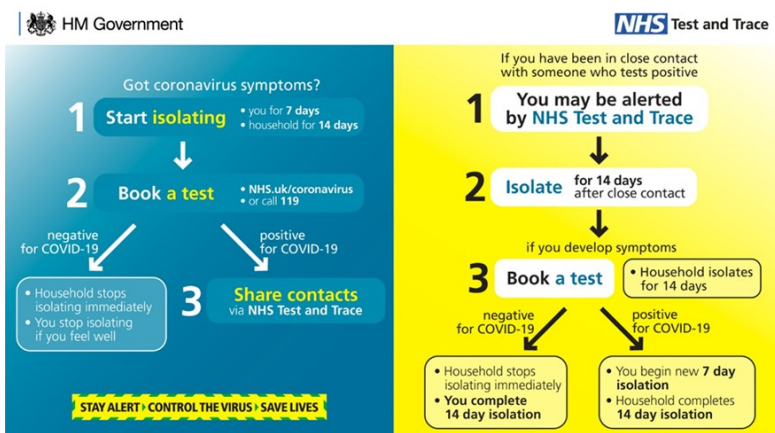 HM Government
NHS Test and Trace
Got coronavirus symptoms?
1 Start isolating
• you for 7 days
• household for 14 days
2 Book a test
• NHS.uk/coronavirus
• or call 119
negative
for COVID-19
positive
for COVID-19
• Household stops
isolating immediately
• You stop isolating
if you feel well
3 Share contacts
via NHS Test and Trace
STAY ALERT CONTROL THE VIRUS SAVE LIVES
If you have been in close contact
with someone who tests positive
1 You may be alerted
by NHS Test and Trace
2 Isolate
for 14 days
after close contact
if you develop symptoms
3 Book a test
• Household isolates
for 14 days
negative
for COVID-19
positive
for COVID-19
• Household stops
isolating immediately
• You complete
14 day isolation
• You begin new 7 day
isolation
• Household completes
14 day isolation